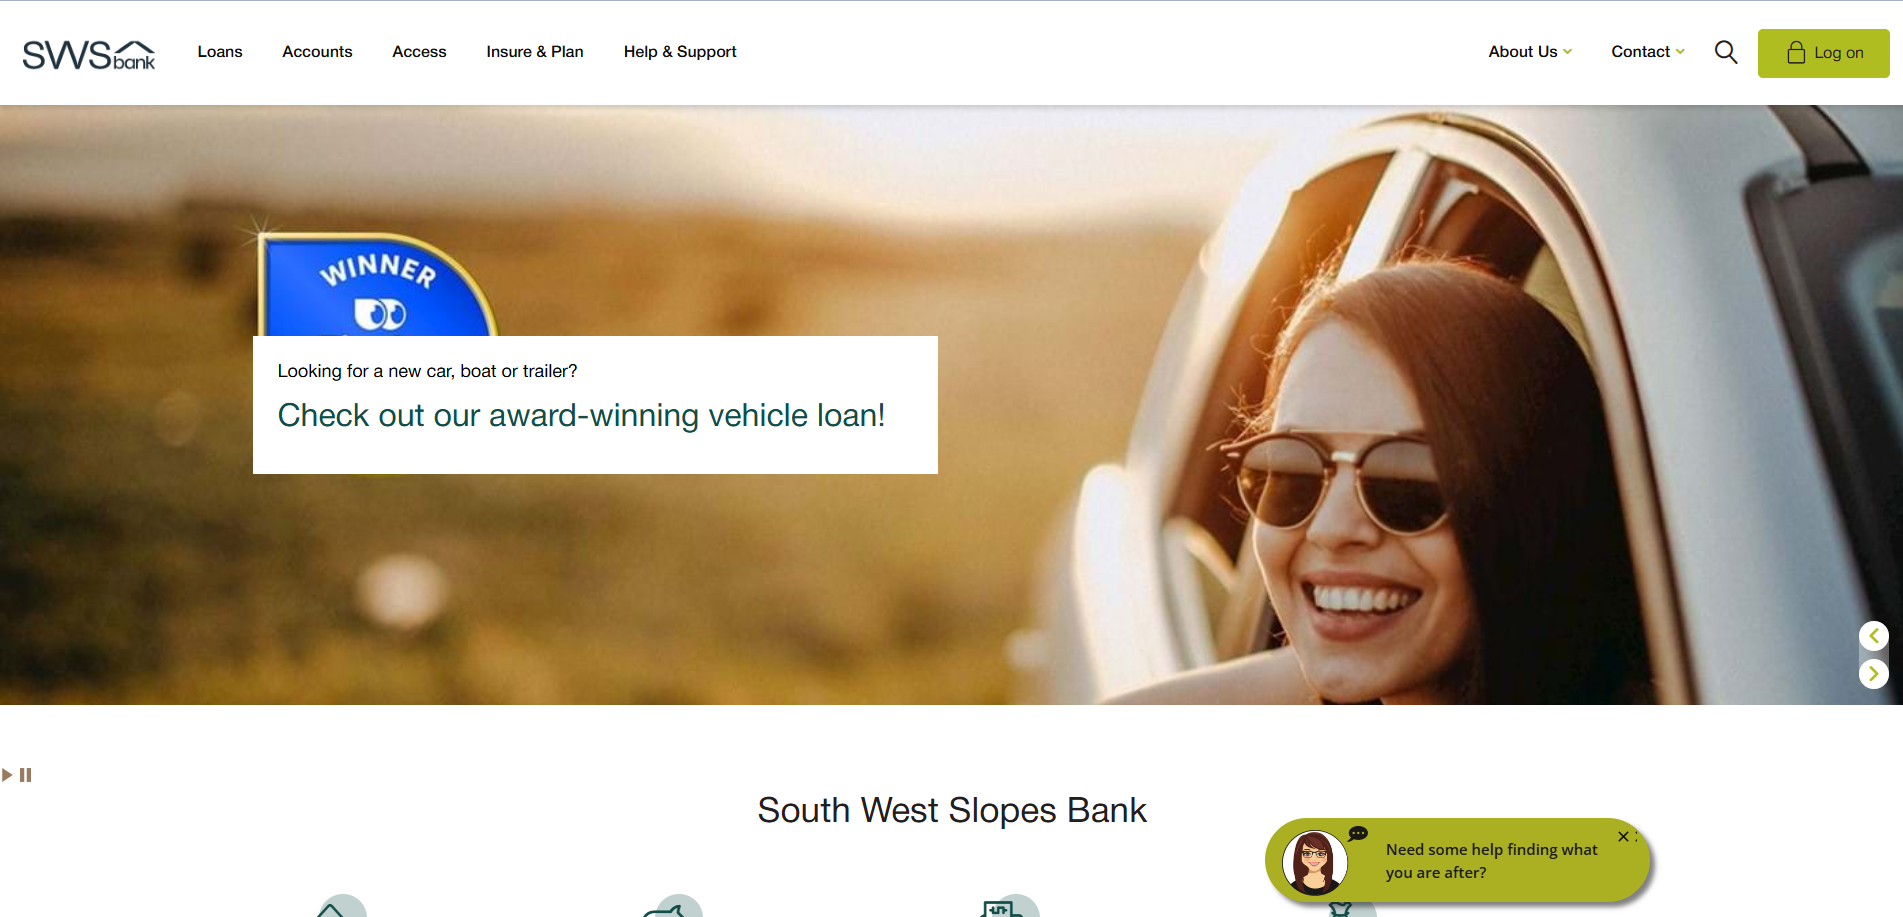 SWS bank
Loans
Accounts
Access
Insure & Plan
Help & Support
About Us
Contact
Log on
WINNER
Looking for a new car, boat or trailer?
Check out our award-winning vehicle loan!
South West Slopes Bank
Need some help finding what
you are after?